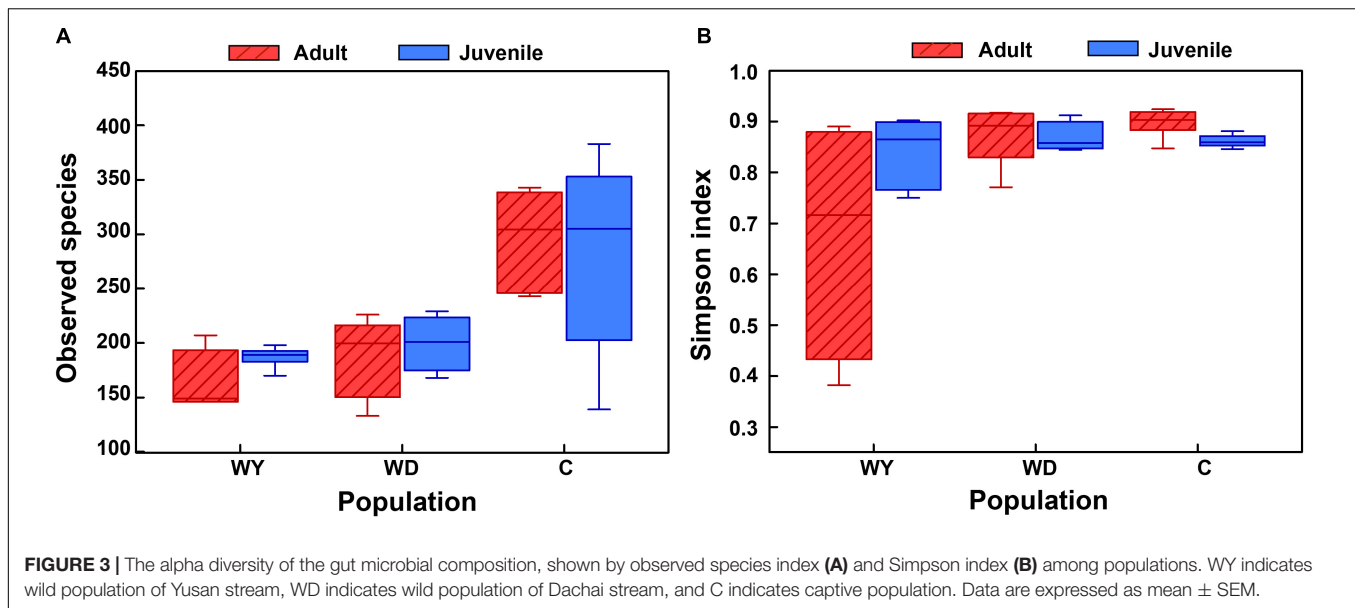 A
Adult Juvenile
450
400
350
300
250
200
150
100
Observed species
WY WD C
Population
B
Adult Juvenile
1.0
0.9
0.8
0.7
0.6
0.5
0.4
0.3
Simpson index
WY WD C
Population
FIGURE 3 | The alpha diversity of the gut microbial composition, shown by observed species index (A) and Simpson index (B) among populations. WY indicates
wild population of Yusan stream, WD indicates wild population of Dachai stream, and C indicates captive population. Data are expressed as mean ± SEM.